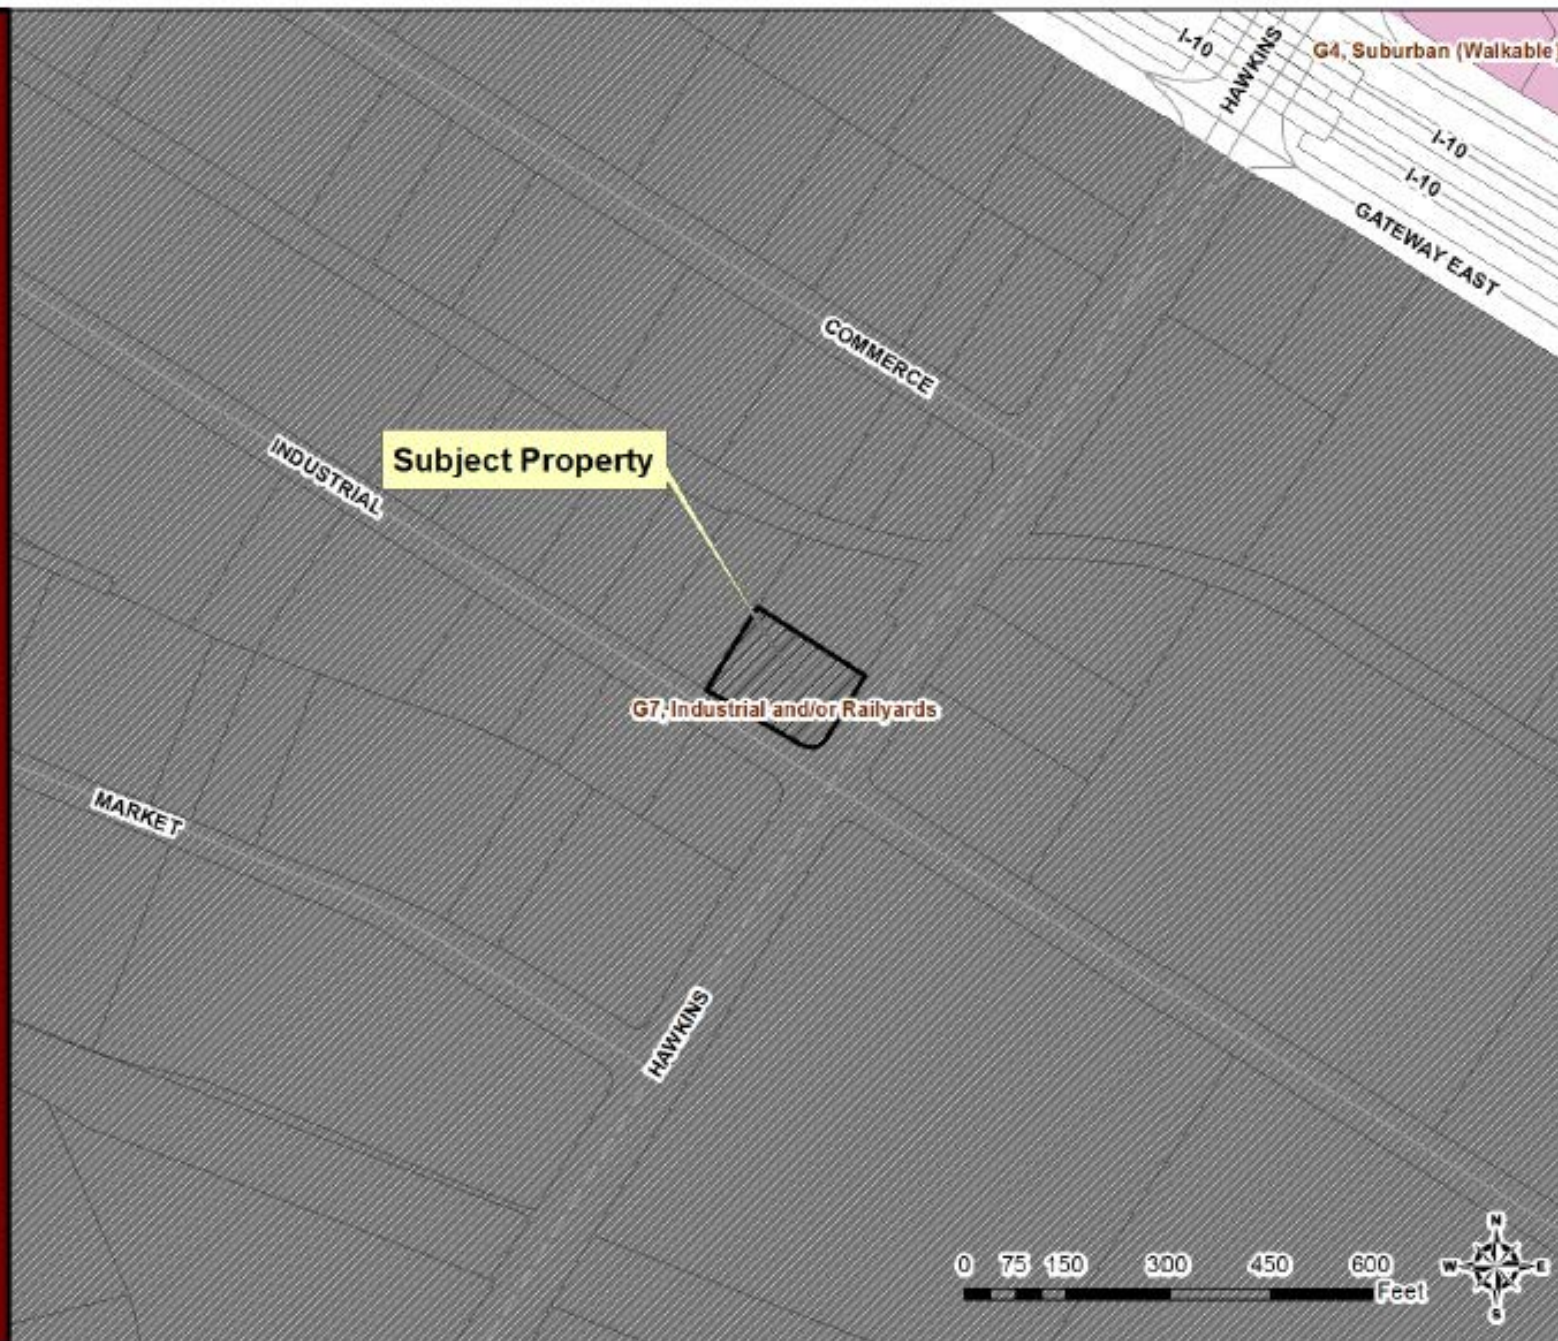 I-10
HAWKINS
G4, Suburban (Walkable)
I-10
I-10
GATEWAY EAST
COMMERCE
INDUSTRIAL
Subject Property
G7, Industrial and/or Railyards
MARKET
HAWKINS
N
W E
S
0 75 150 300 450 600
Feet